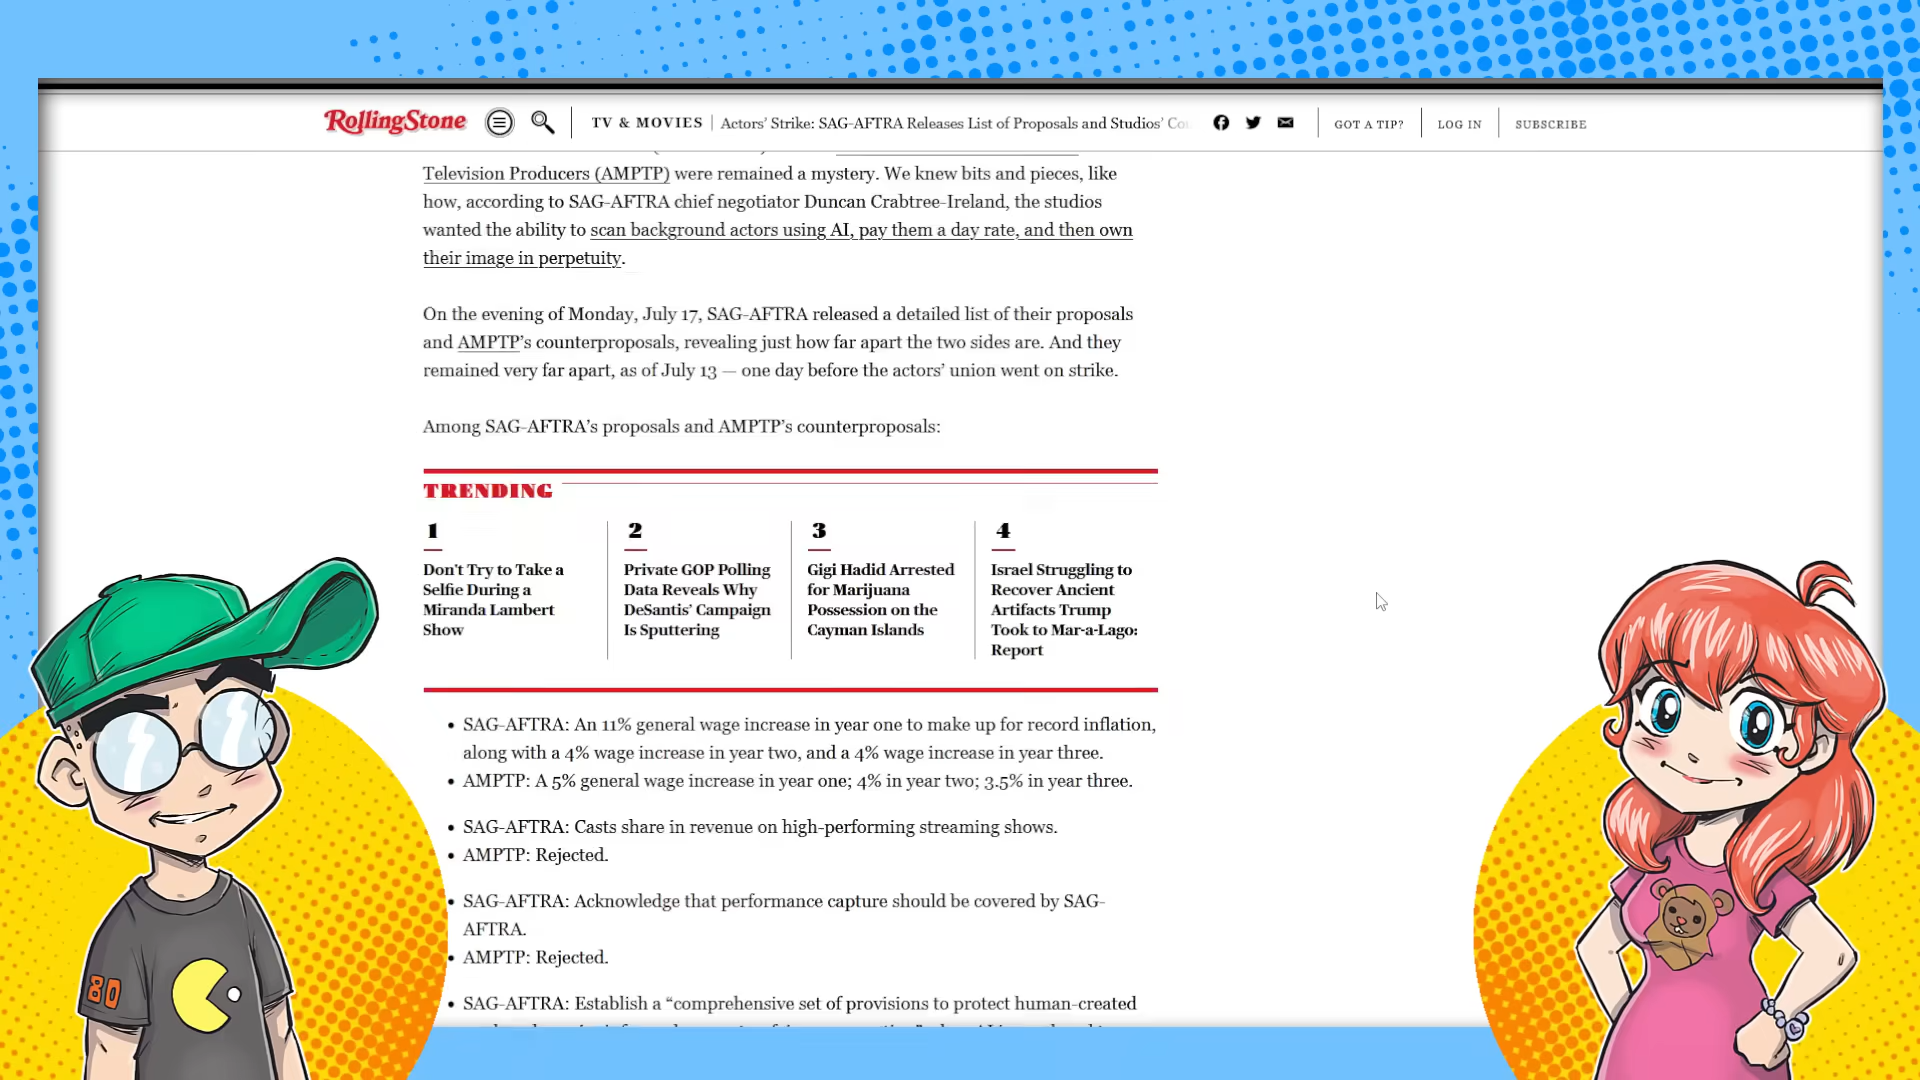 RollingStone
TV & MOVIES | Actors' Strike: SAG-AFTRA Releases List of Proposals and Studios' Co
GOT A TIP?
LOG IN
SUBSCRIBE
Television Producers (AMPTP) were remained a mystery. We knew bits and pieces, like
how, according to SAG-AFTRA chief negotiator Duncan Crabtree-Ireland, the studios
wanted the ability to scan background actors using AI, pay them a day rate, and then own
their image in perpetuity.
On the evening of Monday, July 17, SAG-AFTRA released a detailed list of their proposals
and AMPTP's counterproposals, revealing just how far apart the two sides are. And they
remained very far apart, as of July 13 — one day before the actors' union went on strike.
Among SAG-AFTRA's proposals and AMPTP's counterproposals:
TRENDING
1
Don't Try to Take a
Selfie During a
Miranda Lambert
Show
2
Private GOP Polling
Data Reveals Why
DeSantis' Campaign
Is Sputtering
3
Gigi Hadid Arrested
for Marijuana
Possession on the
Cayman Islands
4
Israel Struggling to
Recover Ancient
Artifacts Trump
Took to Mar-a-Lago:
Report
• SAG-AFTRA: An 11% general wage increase in year one to make up for record inflation,
along with a 4% wage increase in year two, and a 4% wage increase in year three.
• AMPTP: A 5% general wage increase in year one; 4% in year two; 3.5% in year three.
• SAG-AFTRA: Casts share in revenue on high-performing streaming shows.
• AMPTP: Rejected.
• SAG-AFTRA: Acknowledge that performance capture should be covered by SAG-
AFTRA.
• AMPTP: Rejected.
• SAG-AFTRA: Establish a “comprehensive set of provisions to protect human-created
80